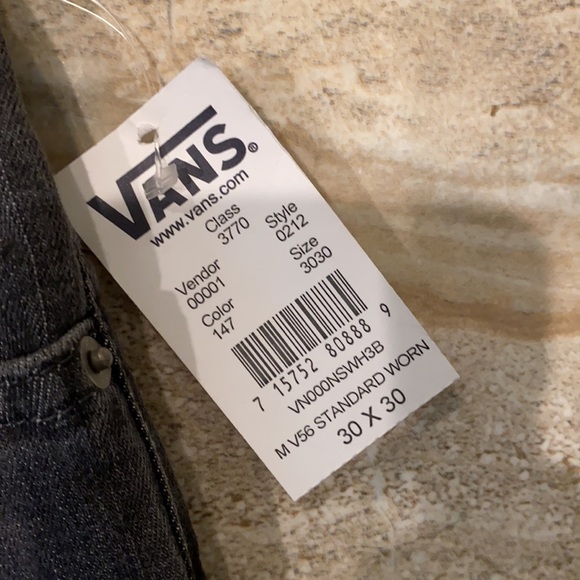 VANS®
www.vans.com
Class Style
3770 0212
Vendor Size
00001 3030
Color
147
7 15752 80888 9
VN000NSWH3B
M V56 STANDARD WORN
30 X 30